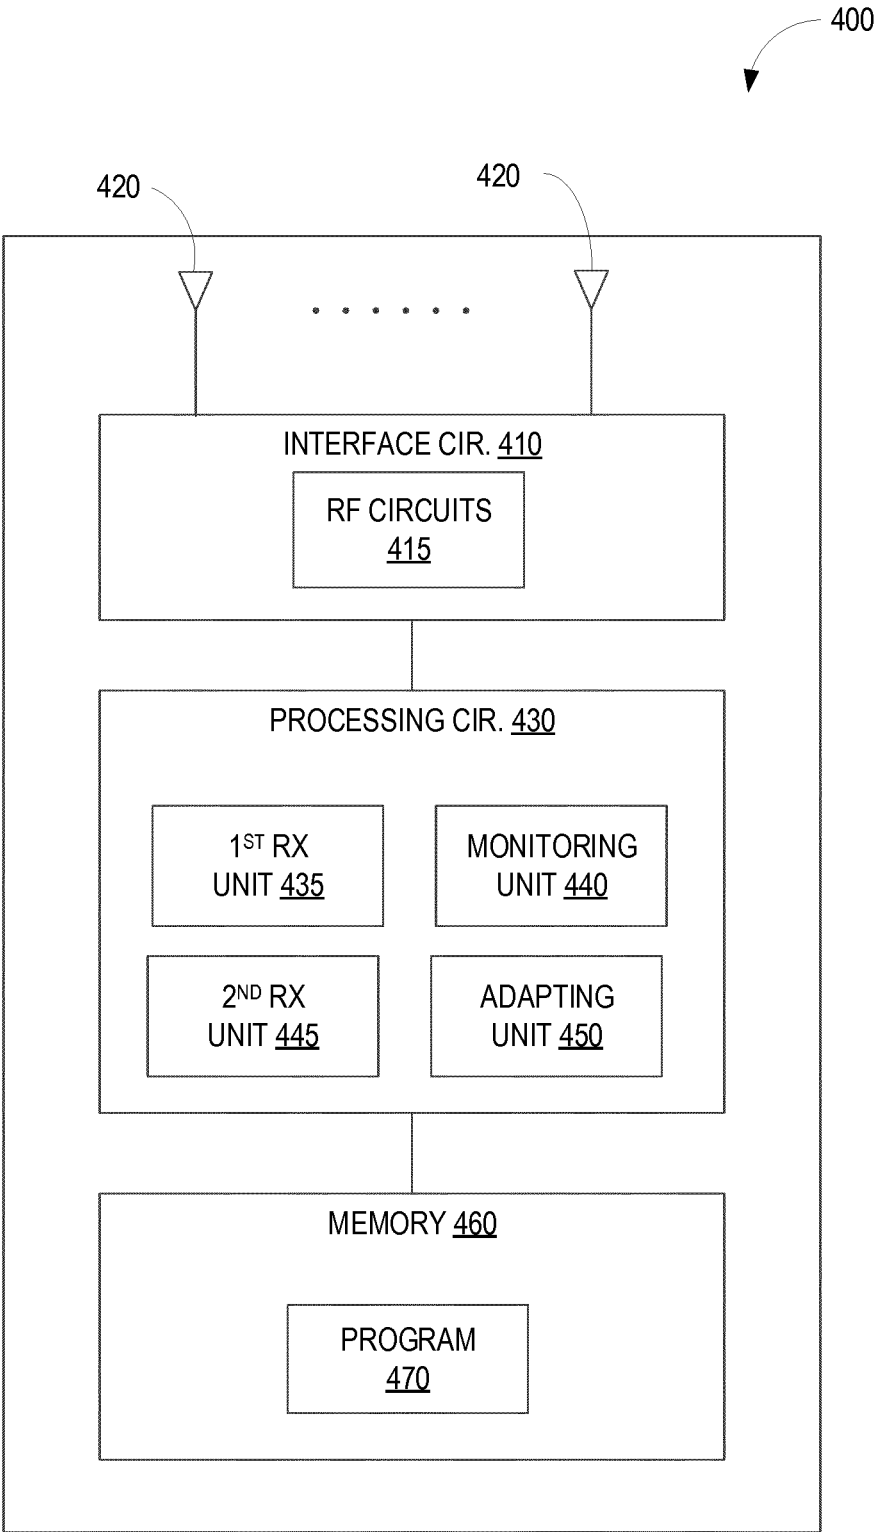 400
420
420
INTERFACE CIR. 410
RF CIRCUITS
415
PROCESSING CIR. 430
1ST RX
UNIT 435
MONITORING
UNIT 440
2ND RX
UNIT 445
ADAPTING
UNIT 450
MEMORY 460
PROGRAM
470